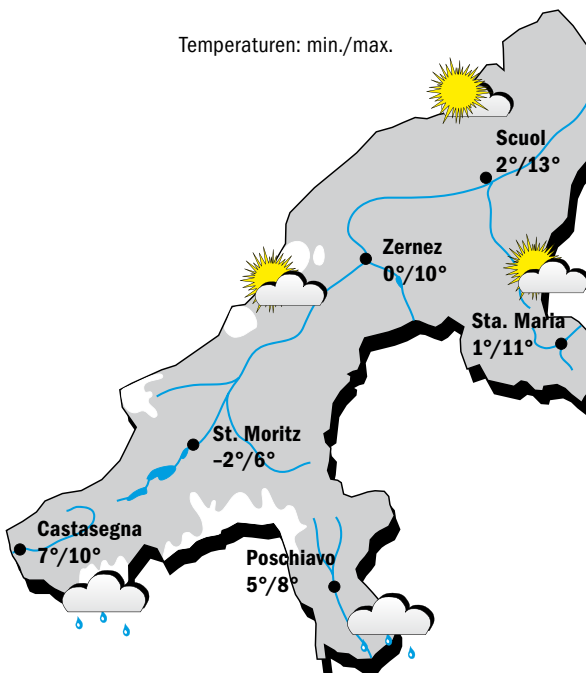 Temperaturen: min./max.
Scuol
2°/13°
Zernez
0°/10°
Sta. Maria
1°/11°
St. Moritz
–2°/6°
Castasegna
7°/10°
Poschiavo
5°/8°